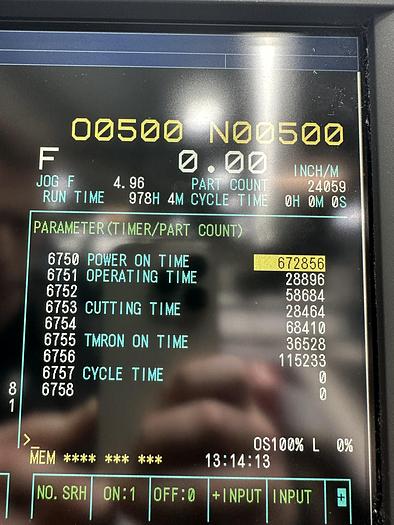 O0500 N00500
F 0.00 INCH/M
JOG F 4.96 PART COUNT 24059
RUN TIME 978H 4M CYCLE TIME 0H 0M 0S
PARAMETER(TIMER/PART COUNT)
6750 POWER ON TIME 672856
6751 OPERATING TIME 28896
6752 58684
6753 CUTTING TIME 28464
6754 68410
6755 TMRON ON TIME 36528
6756 115233
6757 CYCLE TIME 0
6758 0
8
1
>_
OS100% L 0%
MEM **** *** *** 13:14:13
NO.SRH ON:1 OFF:0 +INPUT INPUT +